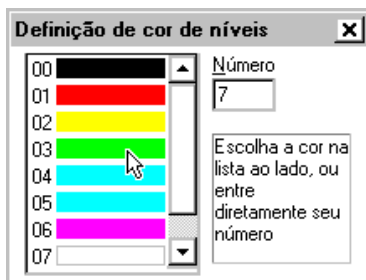 Definição de cor de níveis
00
01
02
03
04
05
06
07
Número
7
Escolha a cor na
lista ao lado, ou
entre
diretamente seu
número